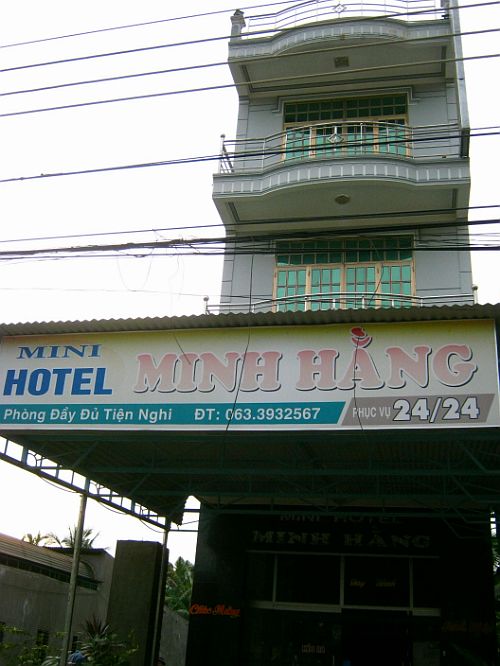 MINI
HOTEL
MINH HẰNG
Phòng Đầy Đủ Tiện Nghi ĐT: 063.3932567
PHỤC VỤ 24/24
MINI HOTEL
MINH HẰNG